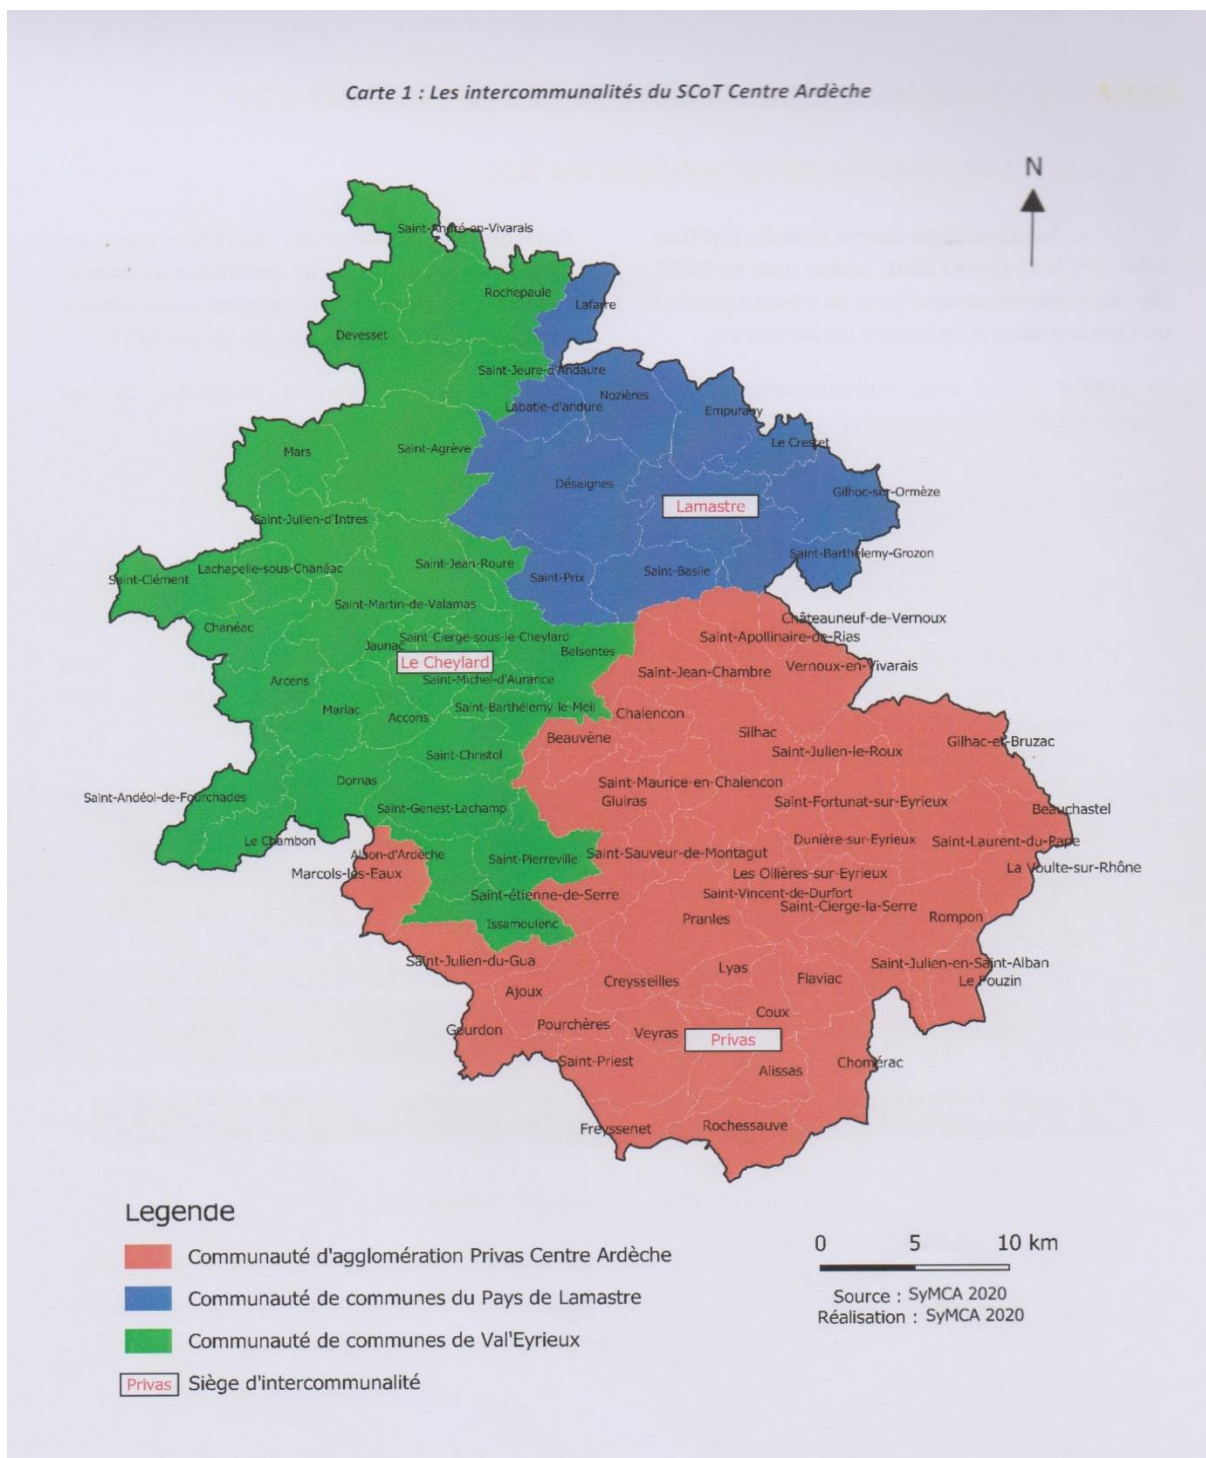 Carte 1 : Les intercommunalités du SCoT Centre Ardèche
N
Saint-André-en-Vivarais
Rochepaule
Lafarre
Devesset
Saint-Jeure-d'Andaure
Nozières
Labatie-d'andure
Empurany
Le Crestet
Mars
Saint-Agrève
Désaignes
Gilhoc-sur-Ormèze
Lamastre
Saint-Julien-d'Intres
Saint-Barthélemy-Grozon
Saint-Jean-Roure
Lachapelle-sous-Chanéac
Saint-Basile
Saint-Prix
Saint-Clément
Saint-Martin-de-Valamas
Châteauneuf-de-Vernoux
Chanéac
Saint-Cierge-sous-le-Cheylard
Saint-Apollinaire-de-Rias
Jaunac
Belsentes
Le Cheylard
Vernoux-en-Vivarais
Saint-Jean-Chambre
Arcens
Saint-Michel-d'Aurance
Mariac
Saint-Barthélemy-le-Meil
Chalencon
Accons
Silhac
Beauvène
Gilhac-et-Bruzac
Saint-Julien-le-Roux
Saint-Christol
Dornas
Saint-Maurice-en-Chalencon
Saint-Andéol-de-Fourchades
Gluiras
Saint-Fortunat-sur-Eyrieux
Saint-Genest-Lachamp
Beauchastel
Le Chambon
Dunière-sur-Eyrieux
Saint-Laurent-du-Pape
Albon-d'Ardèche
Saint-Pierreville
Saint-Sauveur-de-Montagut
Marcols-les-Eaux
Les Ollières-sur-Eyrieux
La Voulte-sur-Rhône
Saint-étienne-de-Serre
Saint-Vincent-de-Durfort
Saint-Cierge-la-Serre
Issamoulenc
Pranles
Rompon
Saint-Julien-du-Gua
Lyas
Saint-Julien-en-Saint-Alban
Creysseilles
Flaviac
Le Pouzin
Ajoux
Coux
Gourdon
Pourchères
Veyras
Privas
Saint-Priest
Alissas
Chomérac
Freyssenet
Rochessauve
Legende
Communauté d'agglomération Privas Centre Ardèche
Communauté de communes du Pays de Lamastre
Communauté de communes de Val'Eyrieux
Privas Siège d'intercommunalité
0 5 10 km
Source : SyMCA 2020
Réalisation : SyMCA 2020